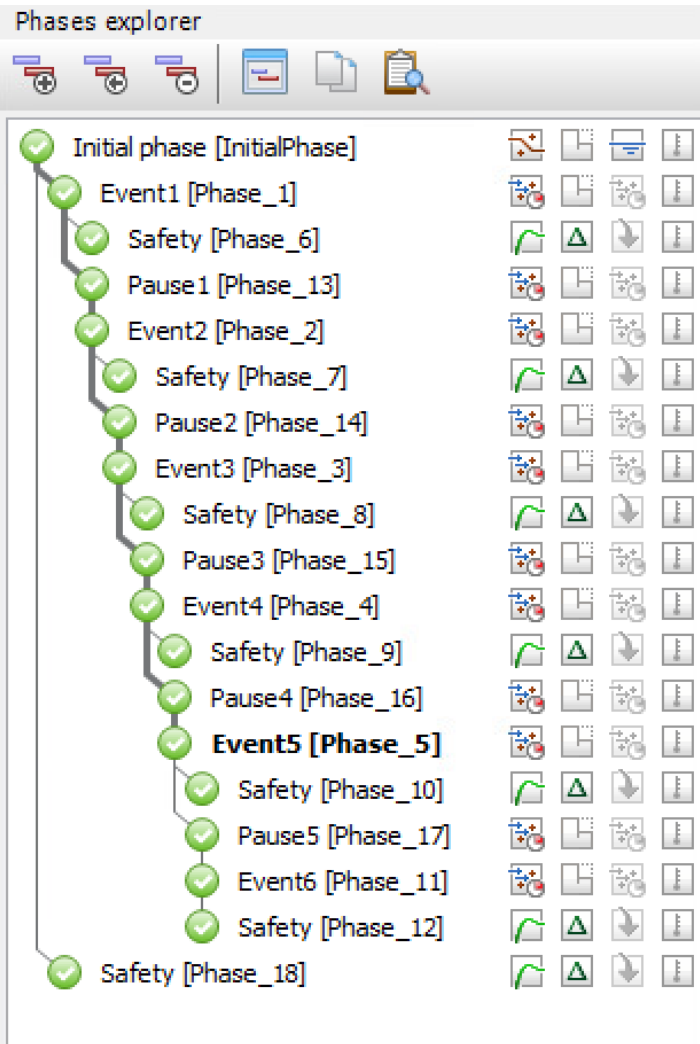 Phases explorer
Initial phase [InitialPhase]
Event1 [Phase_1]
Safety [Phase_6]
Pause1 [Phase_13]
Event2 [Phase_2]
Safety [Phase_7]
Pause2 [Phase_14]
Event3 [Phase_3]
Safety [Phase_8]
Pause3 [Phase_15]
Event4 [Phase_4]
Safety [Phase_9]
Pause4 [Phase_16]
Event5 [Phase_5]
Safety [Phase_10]
Pause5 [Phase_17]
Event6 [Phase_11]
Safety [Phase_12]
Safety [Phase_18]